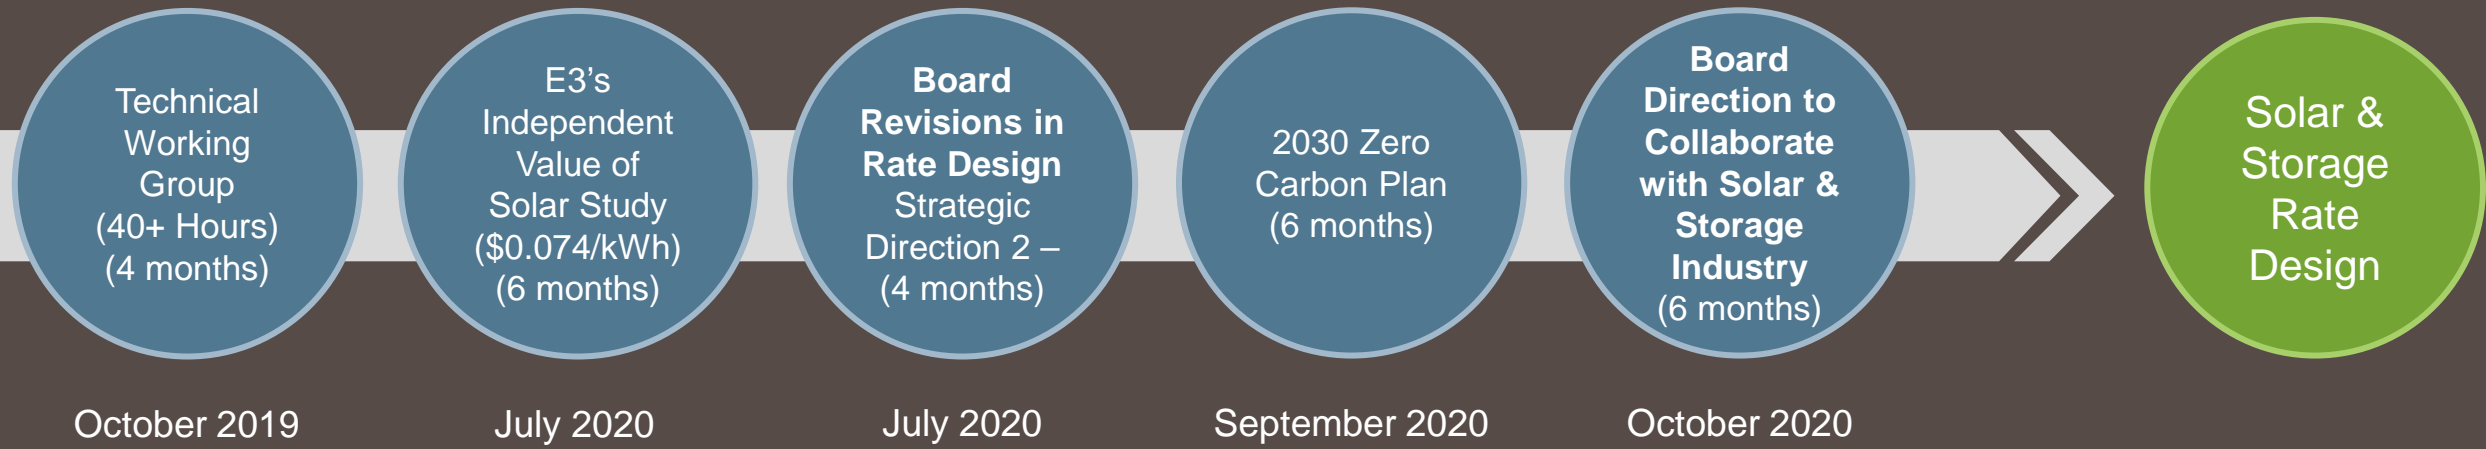 Technical
Working
Group
(40+ Hours)
(4 months)
October 2019
E3’s
Independent
Value of
Solar Study
($0.074/kWh)
(6 months)
July 2020
Board
Revisions in
Rate Design
Strategic
Direction 2 –
(4 months)
July 2020
2030 Zero
Carbon Plan
(6 months)
September 2020
Board
Direction to
Collaborate
with Solar &
Storage
Industry
(6 months)
October 2020
Solar &
Storage
Rate
Design